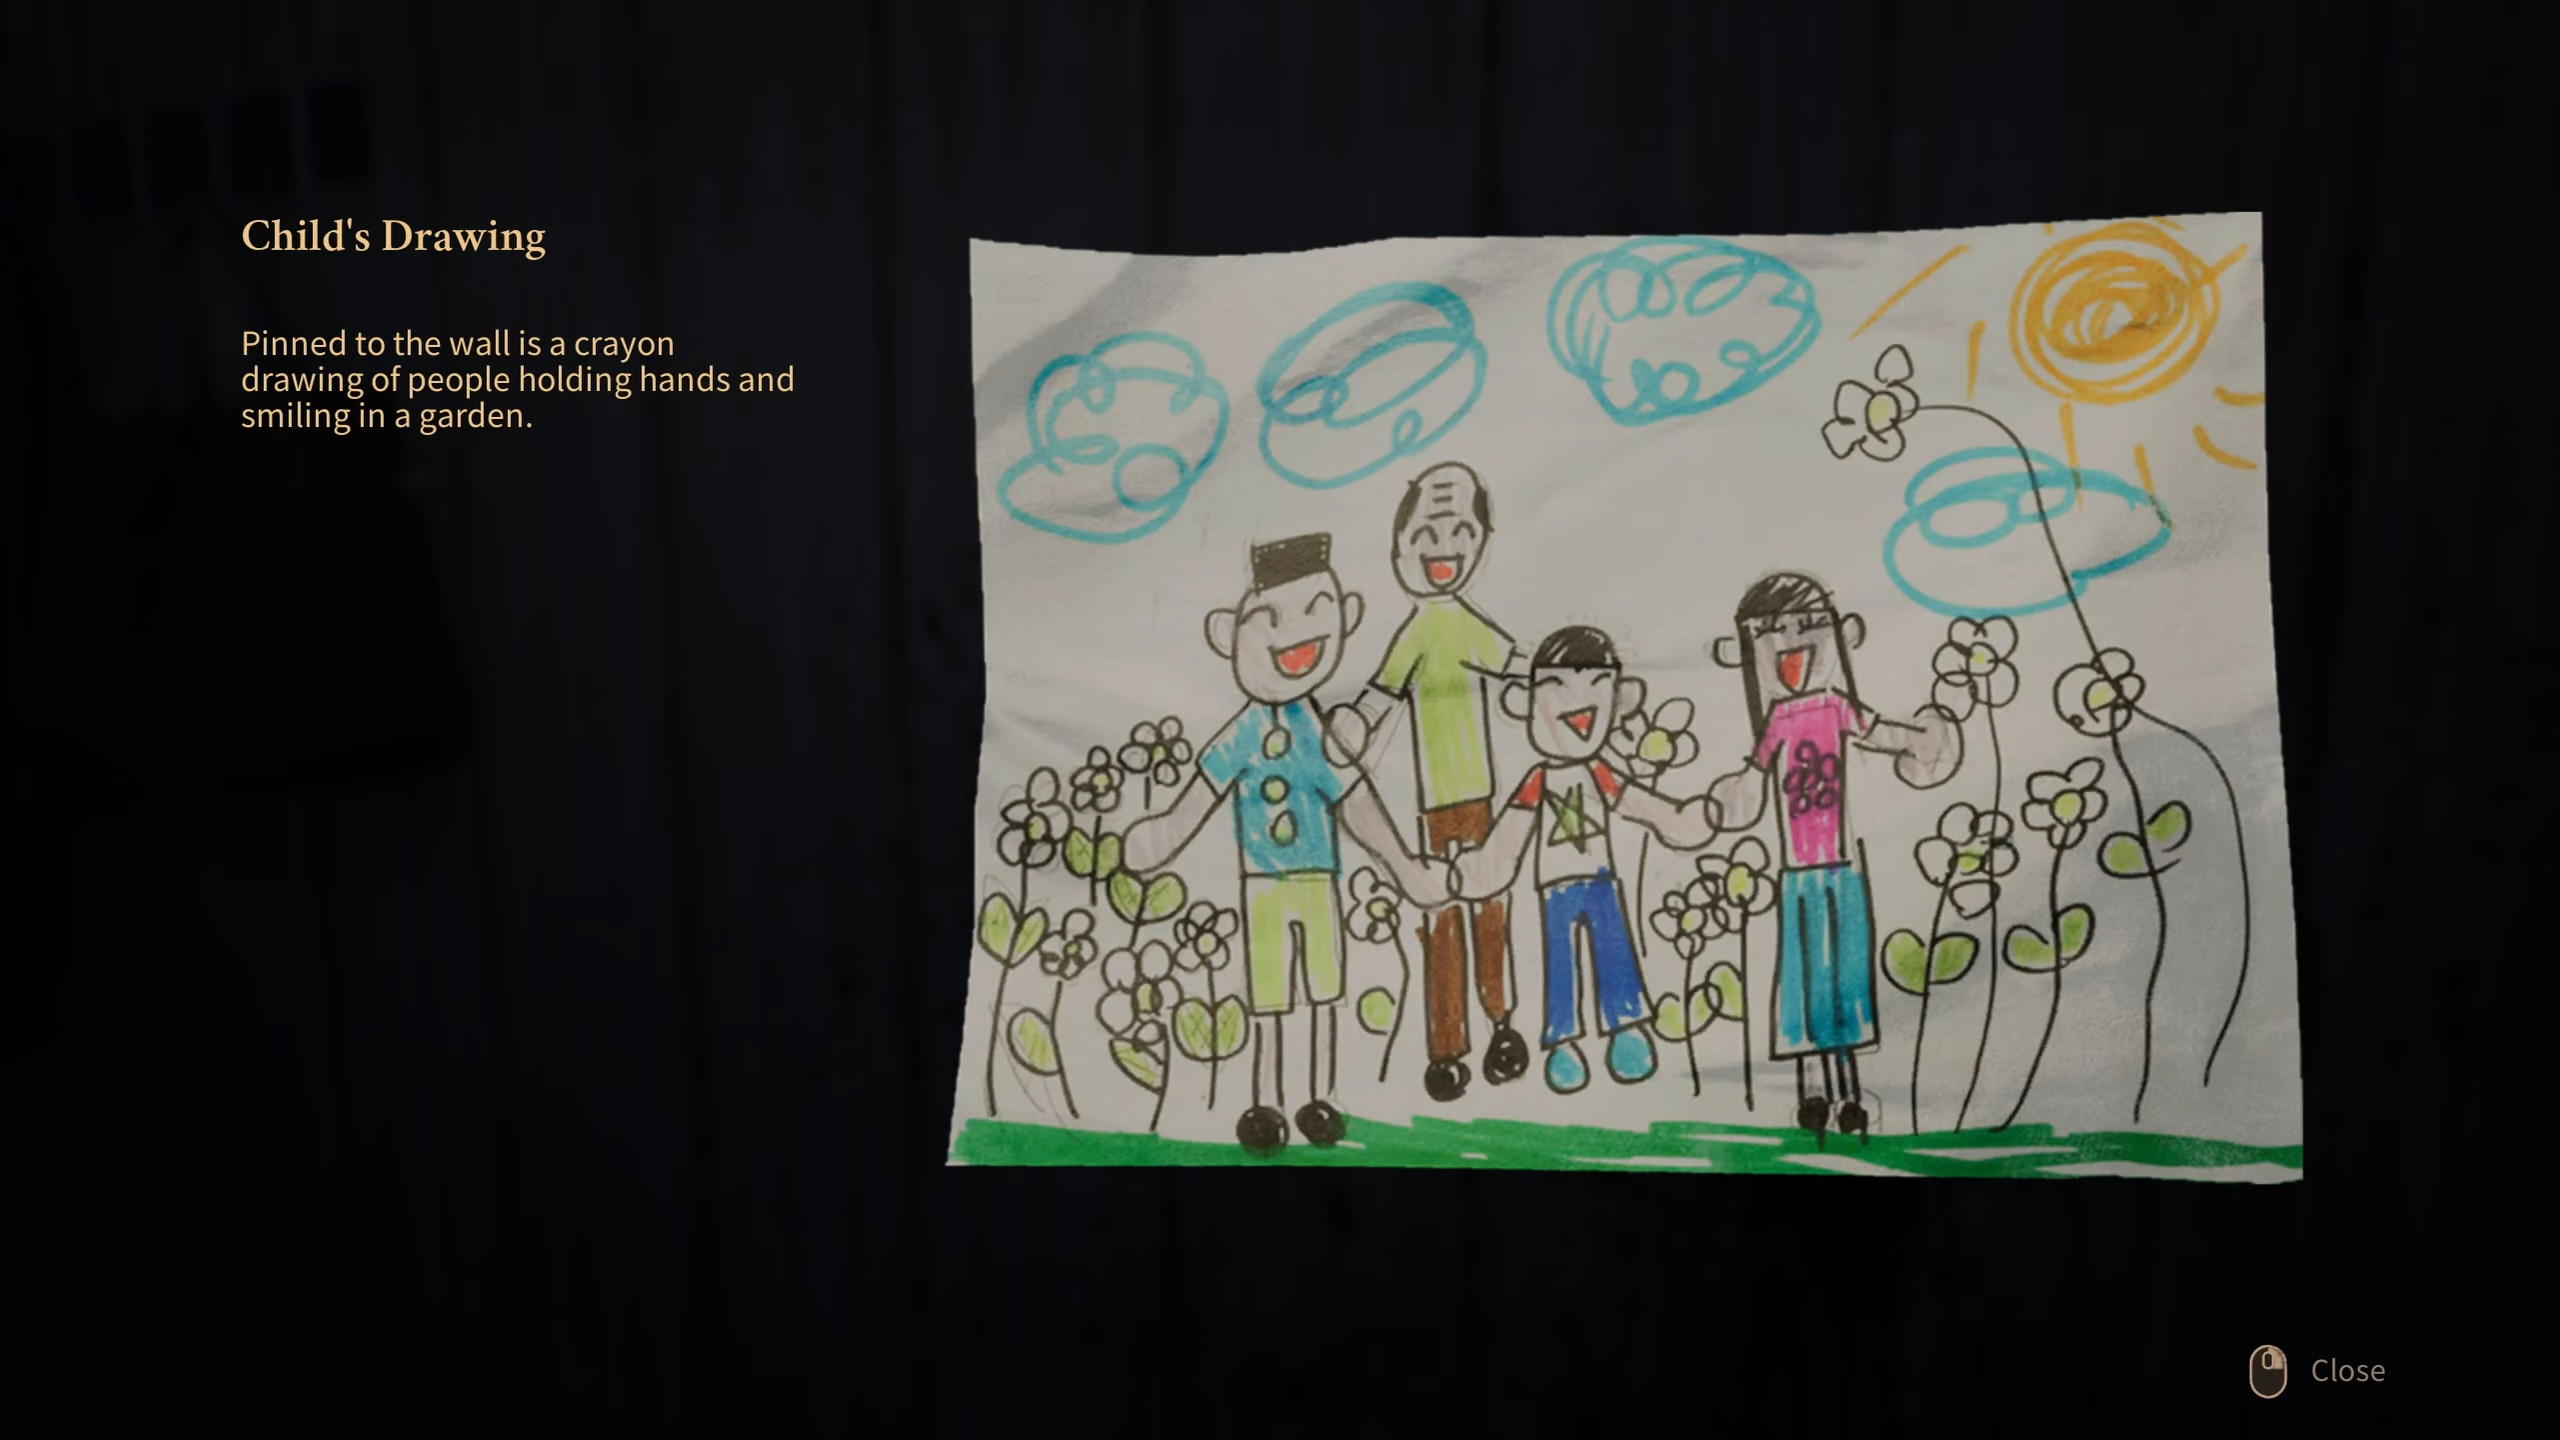 Child's Drawing
Pinned to the wall is a crayon
drawing of people holding hands and
smiling in a garden.
Close